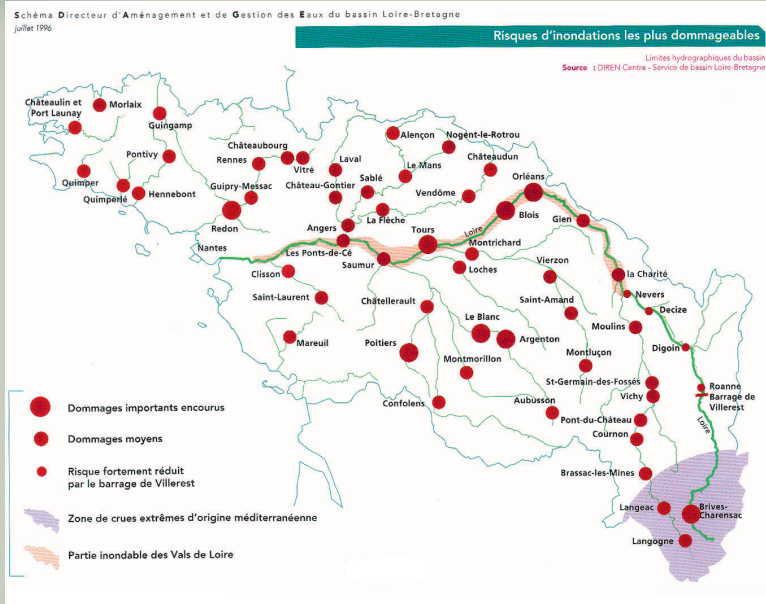 Schéma Directeur d'Aménagement et de Gestion des Eaux du bassin Loire-Bretagne
juillet 1996
Risques d'inondations les plus dommageables
Limites hydrographiques du bassin
Source : DIREN Centre - Service de bassin Loire-Bretagne
Châteaulin et
Port Launay
Morlaix
Guingamp
Pontivy
Quimper
Quimperlé
Hennebont
Châteaubourg
Rennes
Vitré
Guipry-Messac
Redon
Laval
Château-Gontier
Sablé
Alençon
Nogent-le-Rotrou
Le Mans
Châteaudun
La Flèche
Vendôme
Orléans
Blois
Gien
Loire
Tours
Angers
Nantes
Les Ponts-de-Cé
Saumur
Montrichard
Loches
Vierzon
la Charité
Nevers
Decize
Clisson
Saint-Laurent
Mareuil
Châtellerault
Poitiers
Le Blanc
Argenton
Montmorillon
Saint-Amand
Moulins
Montluçon
Digoin
Confolens
Aubusson
St-Germain-des-Fossés
Vichy
Roanne
Barrage de
Villerest
Loire
Pont-du-Château
Cournon
Brassac-les-Mines
Langeac
Brives-
Charensac
Langogne
Dommages importants encourus
Dommages moyens
Risque fortement réduit
par le barrage de Villerest
Zone de crues extrêmes d'origine méditerranéenne
Partie inondable des Vals de Loire